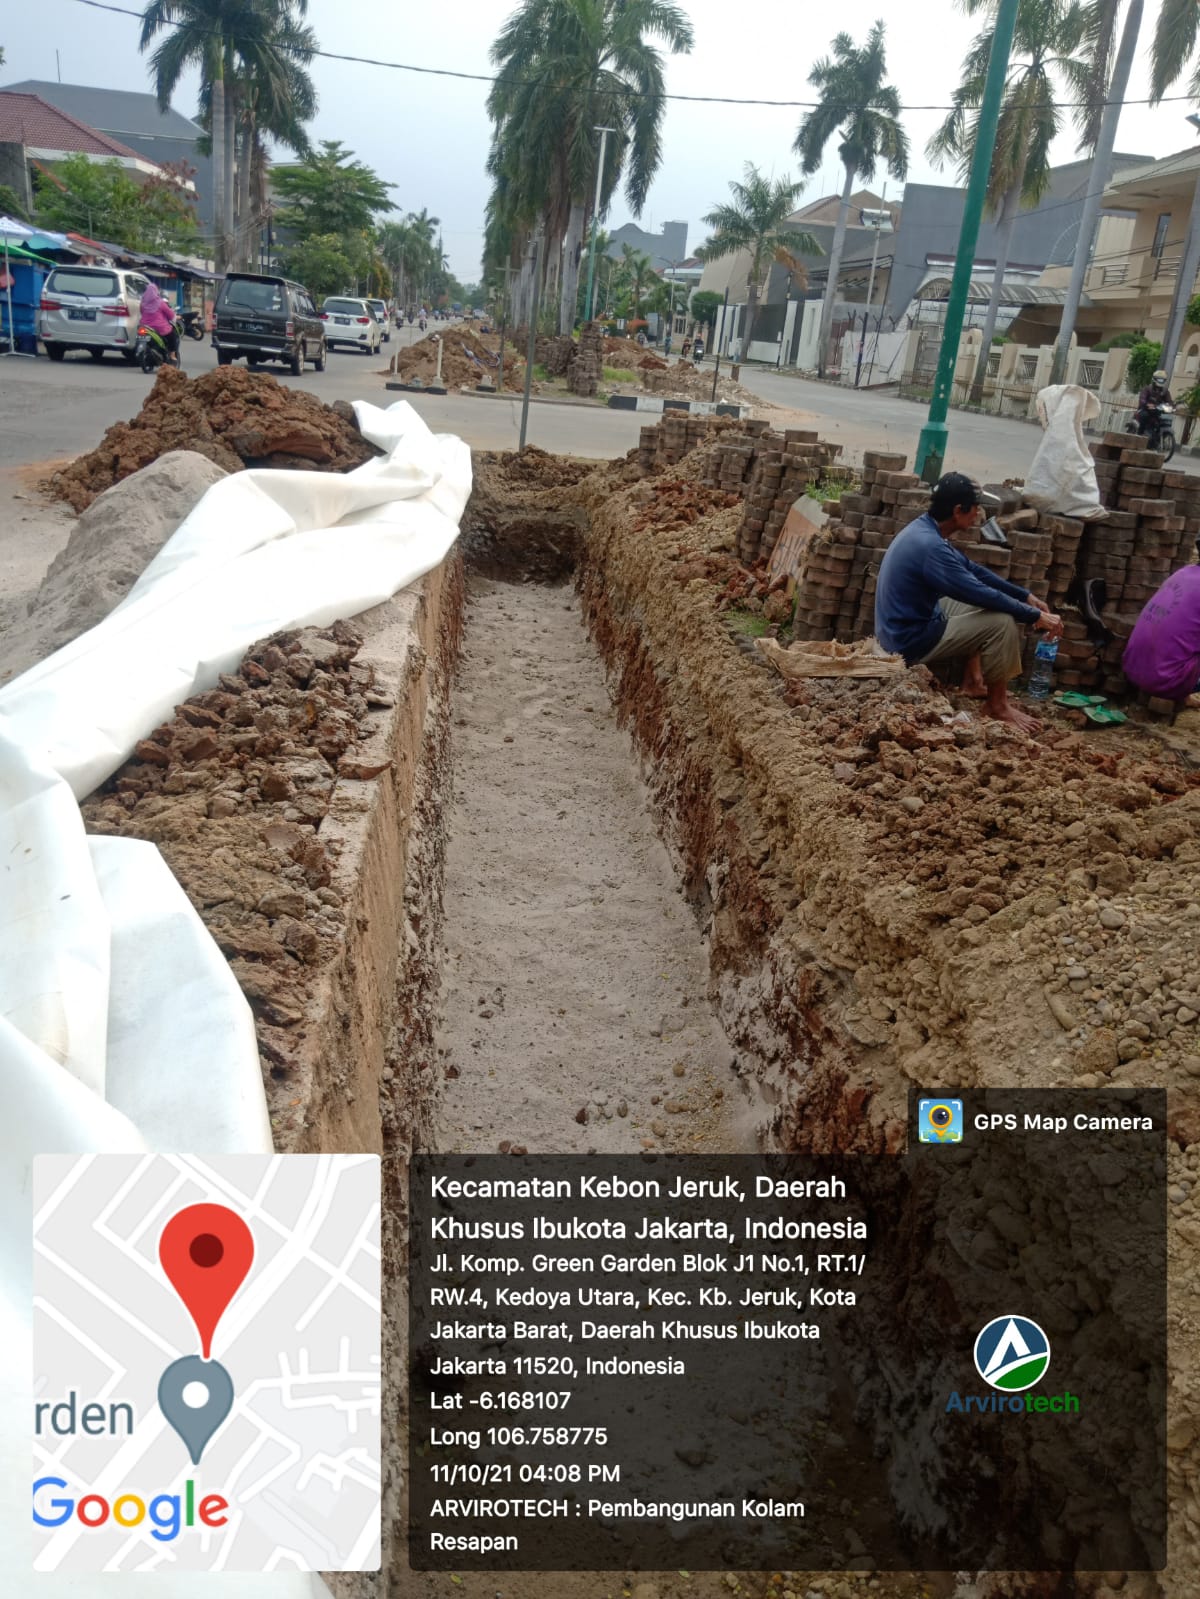 GPS Map Camera
Kecamatan Kebon Jeruk, Daerah
Khusus Ibukota Jakarta, Indonesia
Jl. Komp. Green Garden Blok J1 No.1, RT.1/
RW.4, Kedoya Utara, Kec. Kb. Jeruk, Kota
Jakarta Barat, Daerah Khusus Ibukota
Jakarta 11520, Indonesia
Lat -6.168107
Long 106.758775
11/10/21 04:08 PM
ARVIROTECH : Pembangunan Kolam
Resapan
Arvirotech
rden
Google